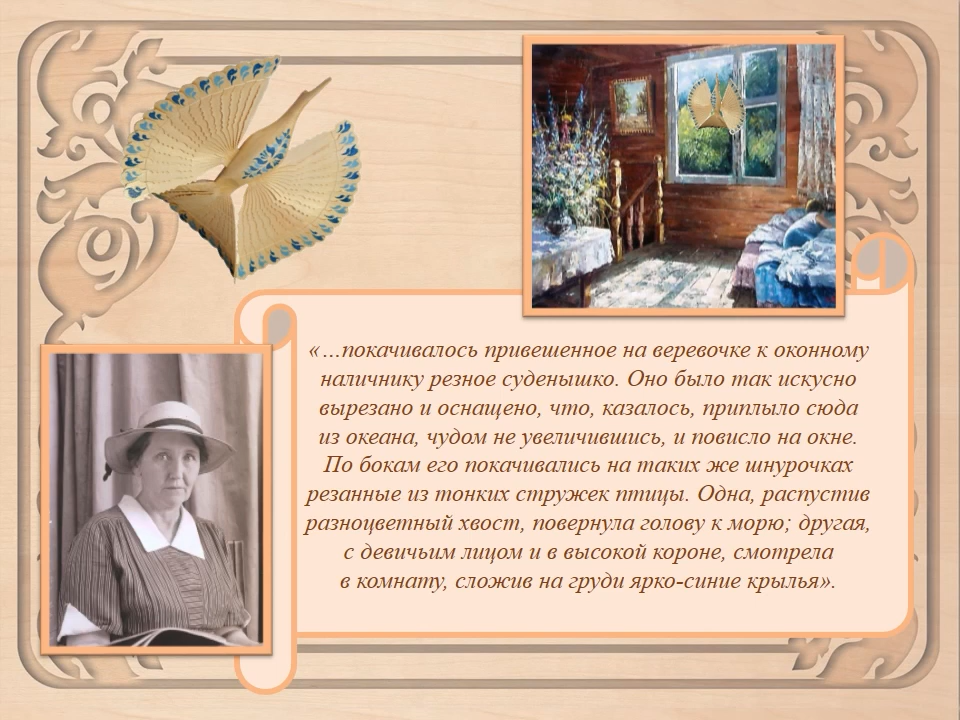 «…покачивалось привешенное на веревочке к оконному
наличнику резное суденышко. Оно было так искусно
вырезано и оснащено, что, казалось, приплыло сюда
из океана, чудом не увеличившись, и повисло на окне.
По бокам его покачивались на таких же шнурочках
резанные из тонких стружек птицы. Одна, распустив
разноцветный хвост, повернула голову к морю; другая,
с девичьим лицом и в высокой короне, смотрела
в комнату, сложив на груди ярко-синие крылья».